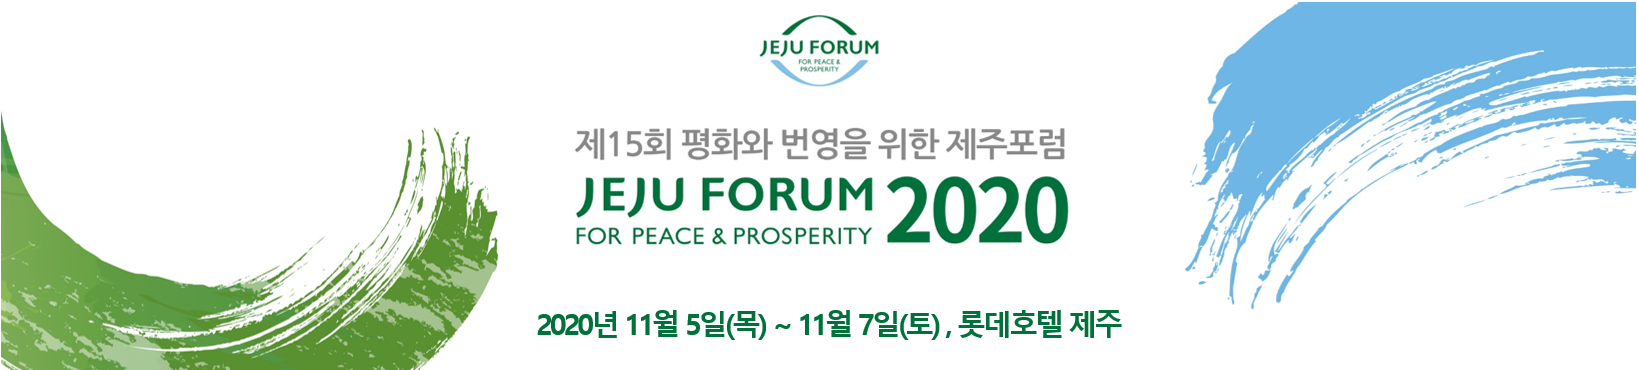 JEJU FORUM
FOR PEACE &
PROSPERITY
제15회 평화와 번영을 위한 제주포럼
JEJU FORUM 2020
FOR PEACE & PROSPERITY
2020년 11월 5일(목) ~ 11월 7일(토) , 롯데호텔 제주